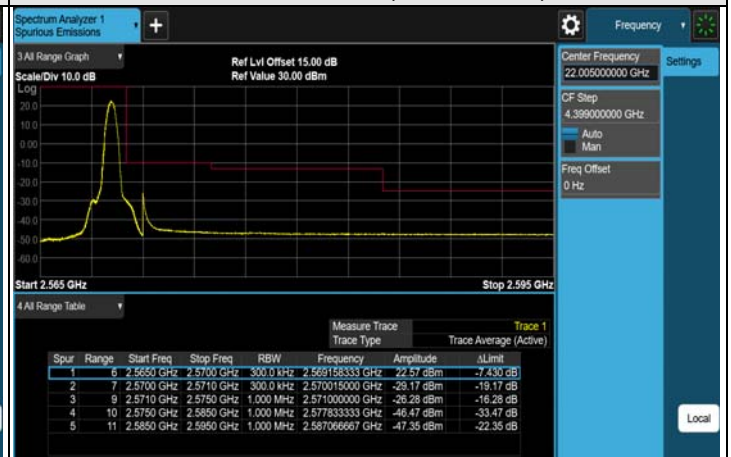 Spectrum Analyzer 1
Spurious Emissions
+
Frequency
3 All Range Graph
Scale/Div 10.0 dB
Ref Lvl Offset 15.00 dB
Ref Value 30.00 dBm
Log
20.0
10.0
0.00
-10.0
-20.0
-30.0
-40.0
-50.0
-60.0
Start 2.565 GHz
Stop 2.595 GHz
Center Frequency
22.005000000 GHz
Settings
CF Step
4.399000000 GHz
Auto
Man
Freq Offset
0 Hz
Local
4 All Range Table
Measure Trace Trace 1
Trace Type Trace Average (Active)
Spur Range Start Freq Stop Freq RBW Frequency Amplitude ΔLimit
1 6 2.5650 GHz 2.5700 GHz 300.0 kHz 2.569158333 GHz 22.57 dBm -7.430 dB
2 7 2.5700 GHz 2.5710 GHz 300.0 kHz 2.570015000 GHz -29.17 dBm -19.17 dB
3 9 2.5710 GHz 2.5750 GHz 1.000 MHz 2.571000000 GHz -26.28 dBm -16.28 dB
4 10 2.5750 GHz 2.5850 GHz 1.000 MHz 2.577833333 GHz -46.47 dBm -33.47 dB
5 11 2.5850 GHz 2.5950 GHz 1.000 MHz 2.587066667 GHz -47.35 dBm -22.35 dB